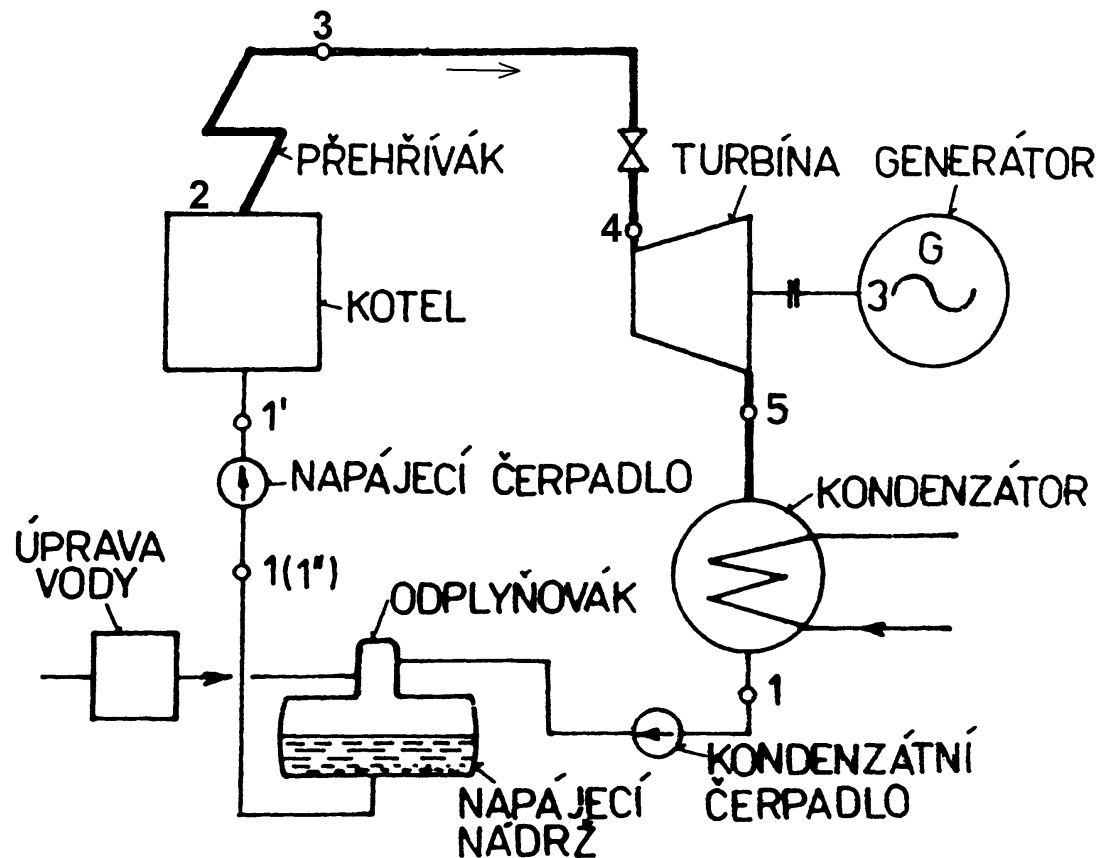 3
PŘEHŘÍVÁK
TURBÍNA
GENERÁTOR
2
4
G
3
KOTEL
1'
5
NAPÁJECÍ ČERPADLO
KONDENZÁTOR
ÚPRAVA
VODY
1(1")
ODPLYŇOVÁK
1
KONDENZÁTNÍ
ČERPADLO
NAPÁJECÍ
NÁDRŽ